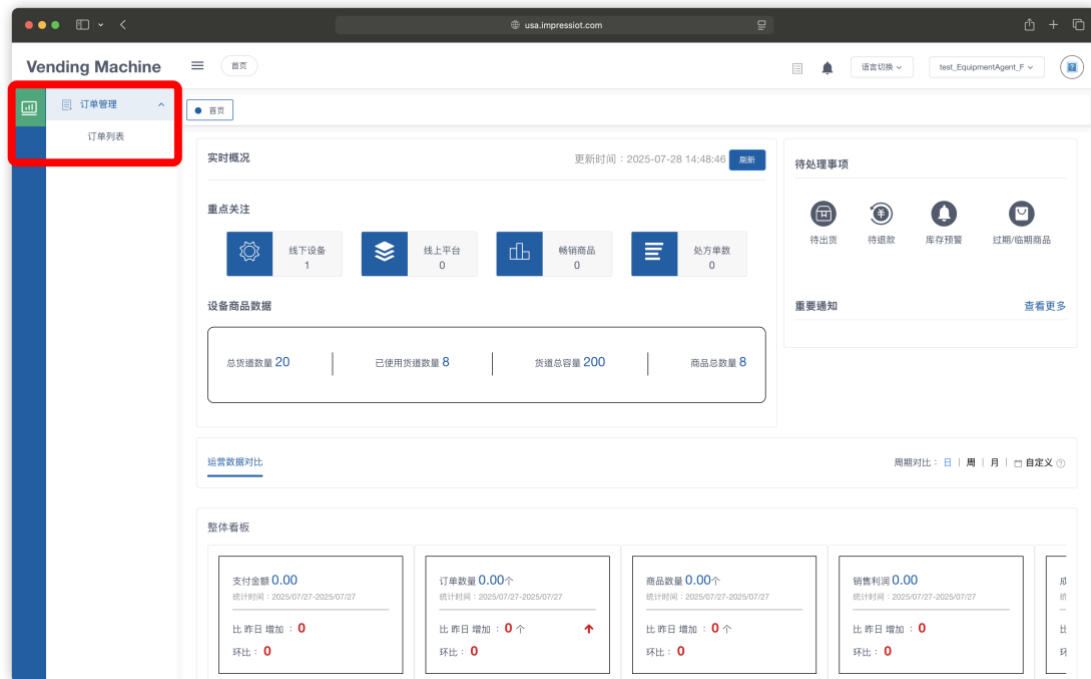 usa.impressiot.com
Vending Machine
首页
语言切换
test_EquipmentAgent_F
订单管理
订单列表
首页
实时概况
更新时间：2025-07-28 14:48:46
刷新
重点关注
线下设备
1
线上平台
0
畅销商品
0
处方单数
0
设备商品数据
总货道数量 20
已使用货道数量 8
货道总容量 200
商品总数量 8
待处理事项
待出货
待退款
库存预警
过期/临期商品
重要通知
查看更多
运营数据对比
周期对比： 日 | 周 | 月 | 自定义
整体看板
支付金额 0.00
统计时间：2025/07/27-2025/07/27
比 昨日 增加 ：0
环比：0
订单数量 0.00个
统计时间：2025/07/27-2025/07/27
比 昨日 增加 ：0 个
环比：0
商品数量 0.00个
统计时间：2025/07/27-2025/07/27
比 昨日 增加 ：0 个
环比：0
销售利润 0.00
统计时间：2025/07/27-2025/07/27
比 昨日 增加 ：0
环比：0